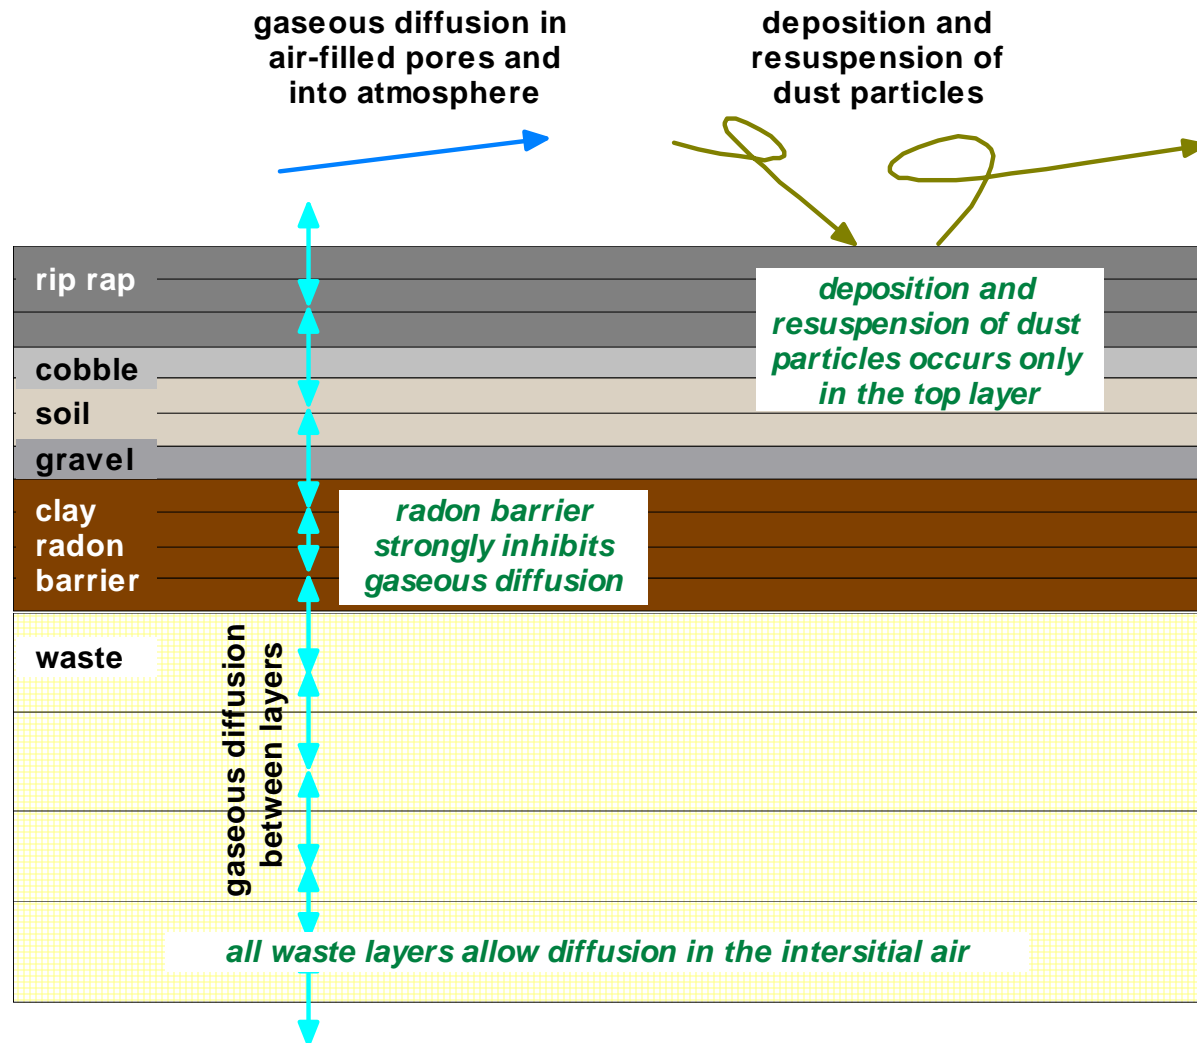 gaseous diffusion in
air-filled pores and
into atmosphere
deposition and
resuspension of
dust particles
rip rap
cobble
soil
gravel
clay
radon
barrier
deposition and
resuspension of dust
particles occurs only
in the top layer
radon barrier
strongly inhibits
gaseous diffusion
waste
gaseous diffusion
between layers
all waste layers allow diffusion in the intersitial air